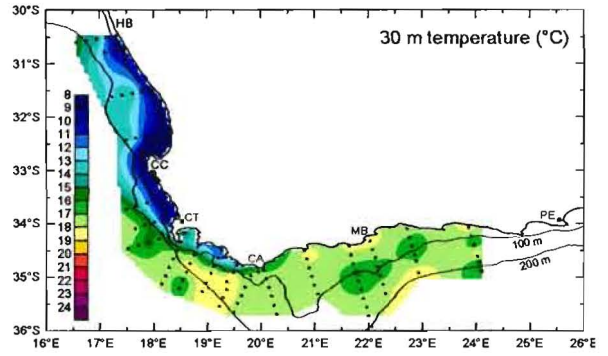 30 m temperature (°C)
30°S
31°S
32°S
33°S
34°S
35°S
36°S
HB
CC
CT
CA
MB
PE
100 m
200 m
8
9
10
11
12
13
14
15
16
17
18
19
20
21
22
23
24
16°E 17°E 18°E 19°E 20°E 21°E 22°E 23°E 24°E 25°E 26°E